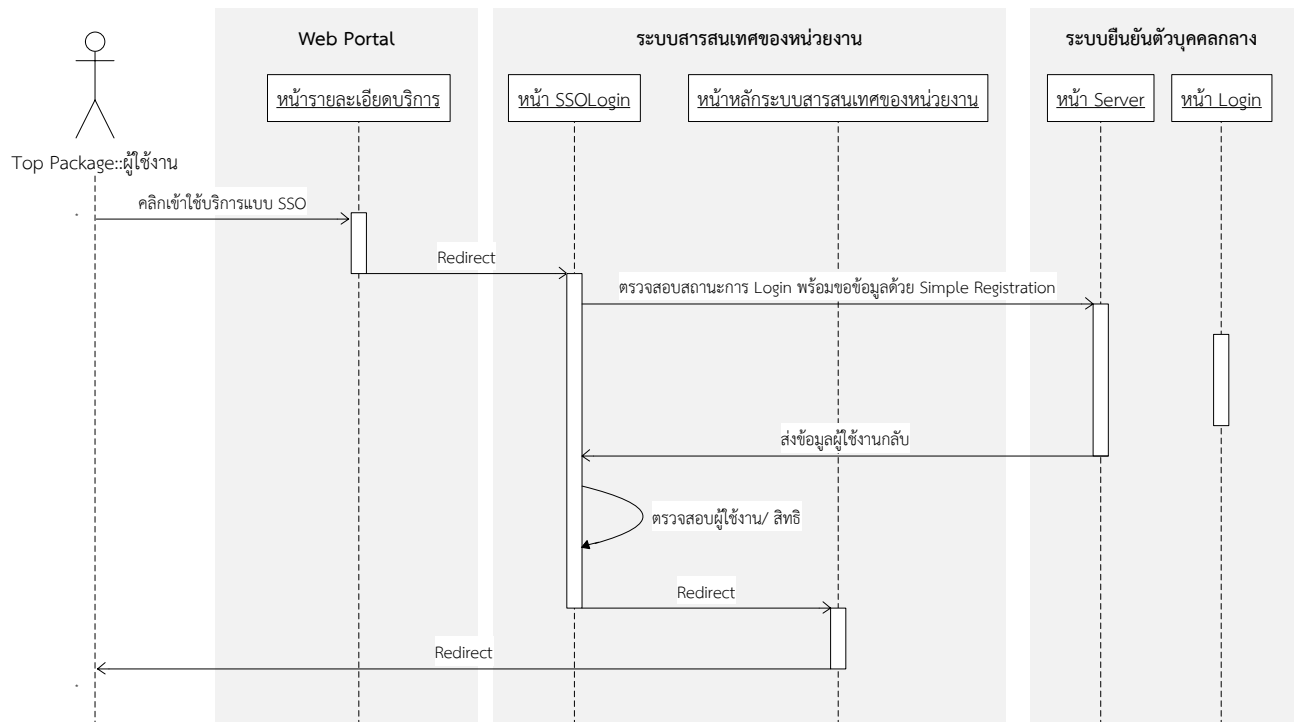 Web Portal
ระบบสารสนเทศของหน่วยงาน
ระบบยืนยันตัวบุคคลกลาง
หน้ารายละเอียดบริการ
หน้า SSOLogin
หน้าหลักระบบสารสนเทศของหน่วยงาน
หน้า Server
หน้า Login
Top Package::ผู้ใช้งาน
คลิกเข้าใช้บริการแบบ SSO
Redirect
ตรวจสอบสถานะการ Login พร้อมขอข้อมูลด้วย Simple Registration
ส่งข้อมูลผู้ใช้งานกลับ
ตรวจสอบผู้ใช้งาน/ สิทธิ
Redirect
Redirect